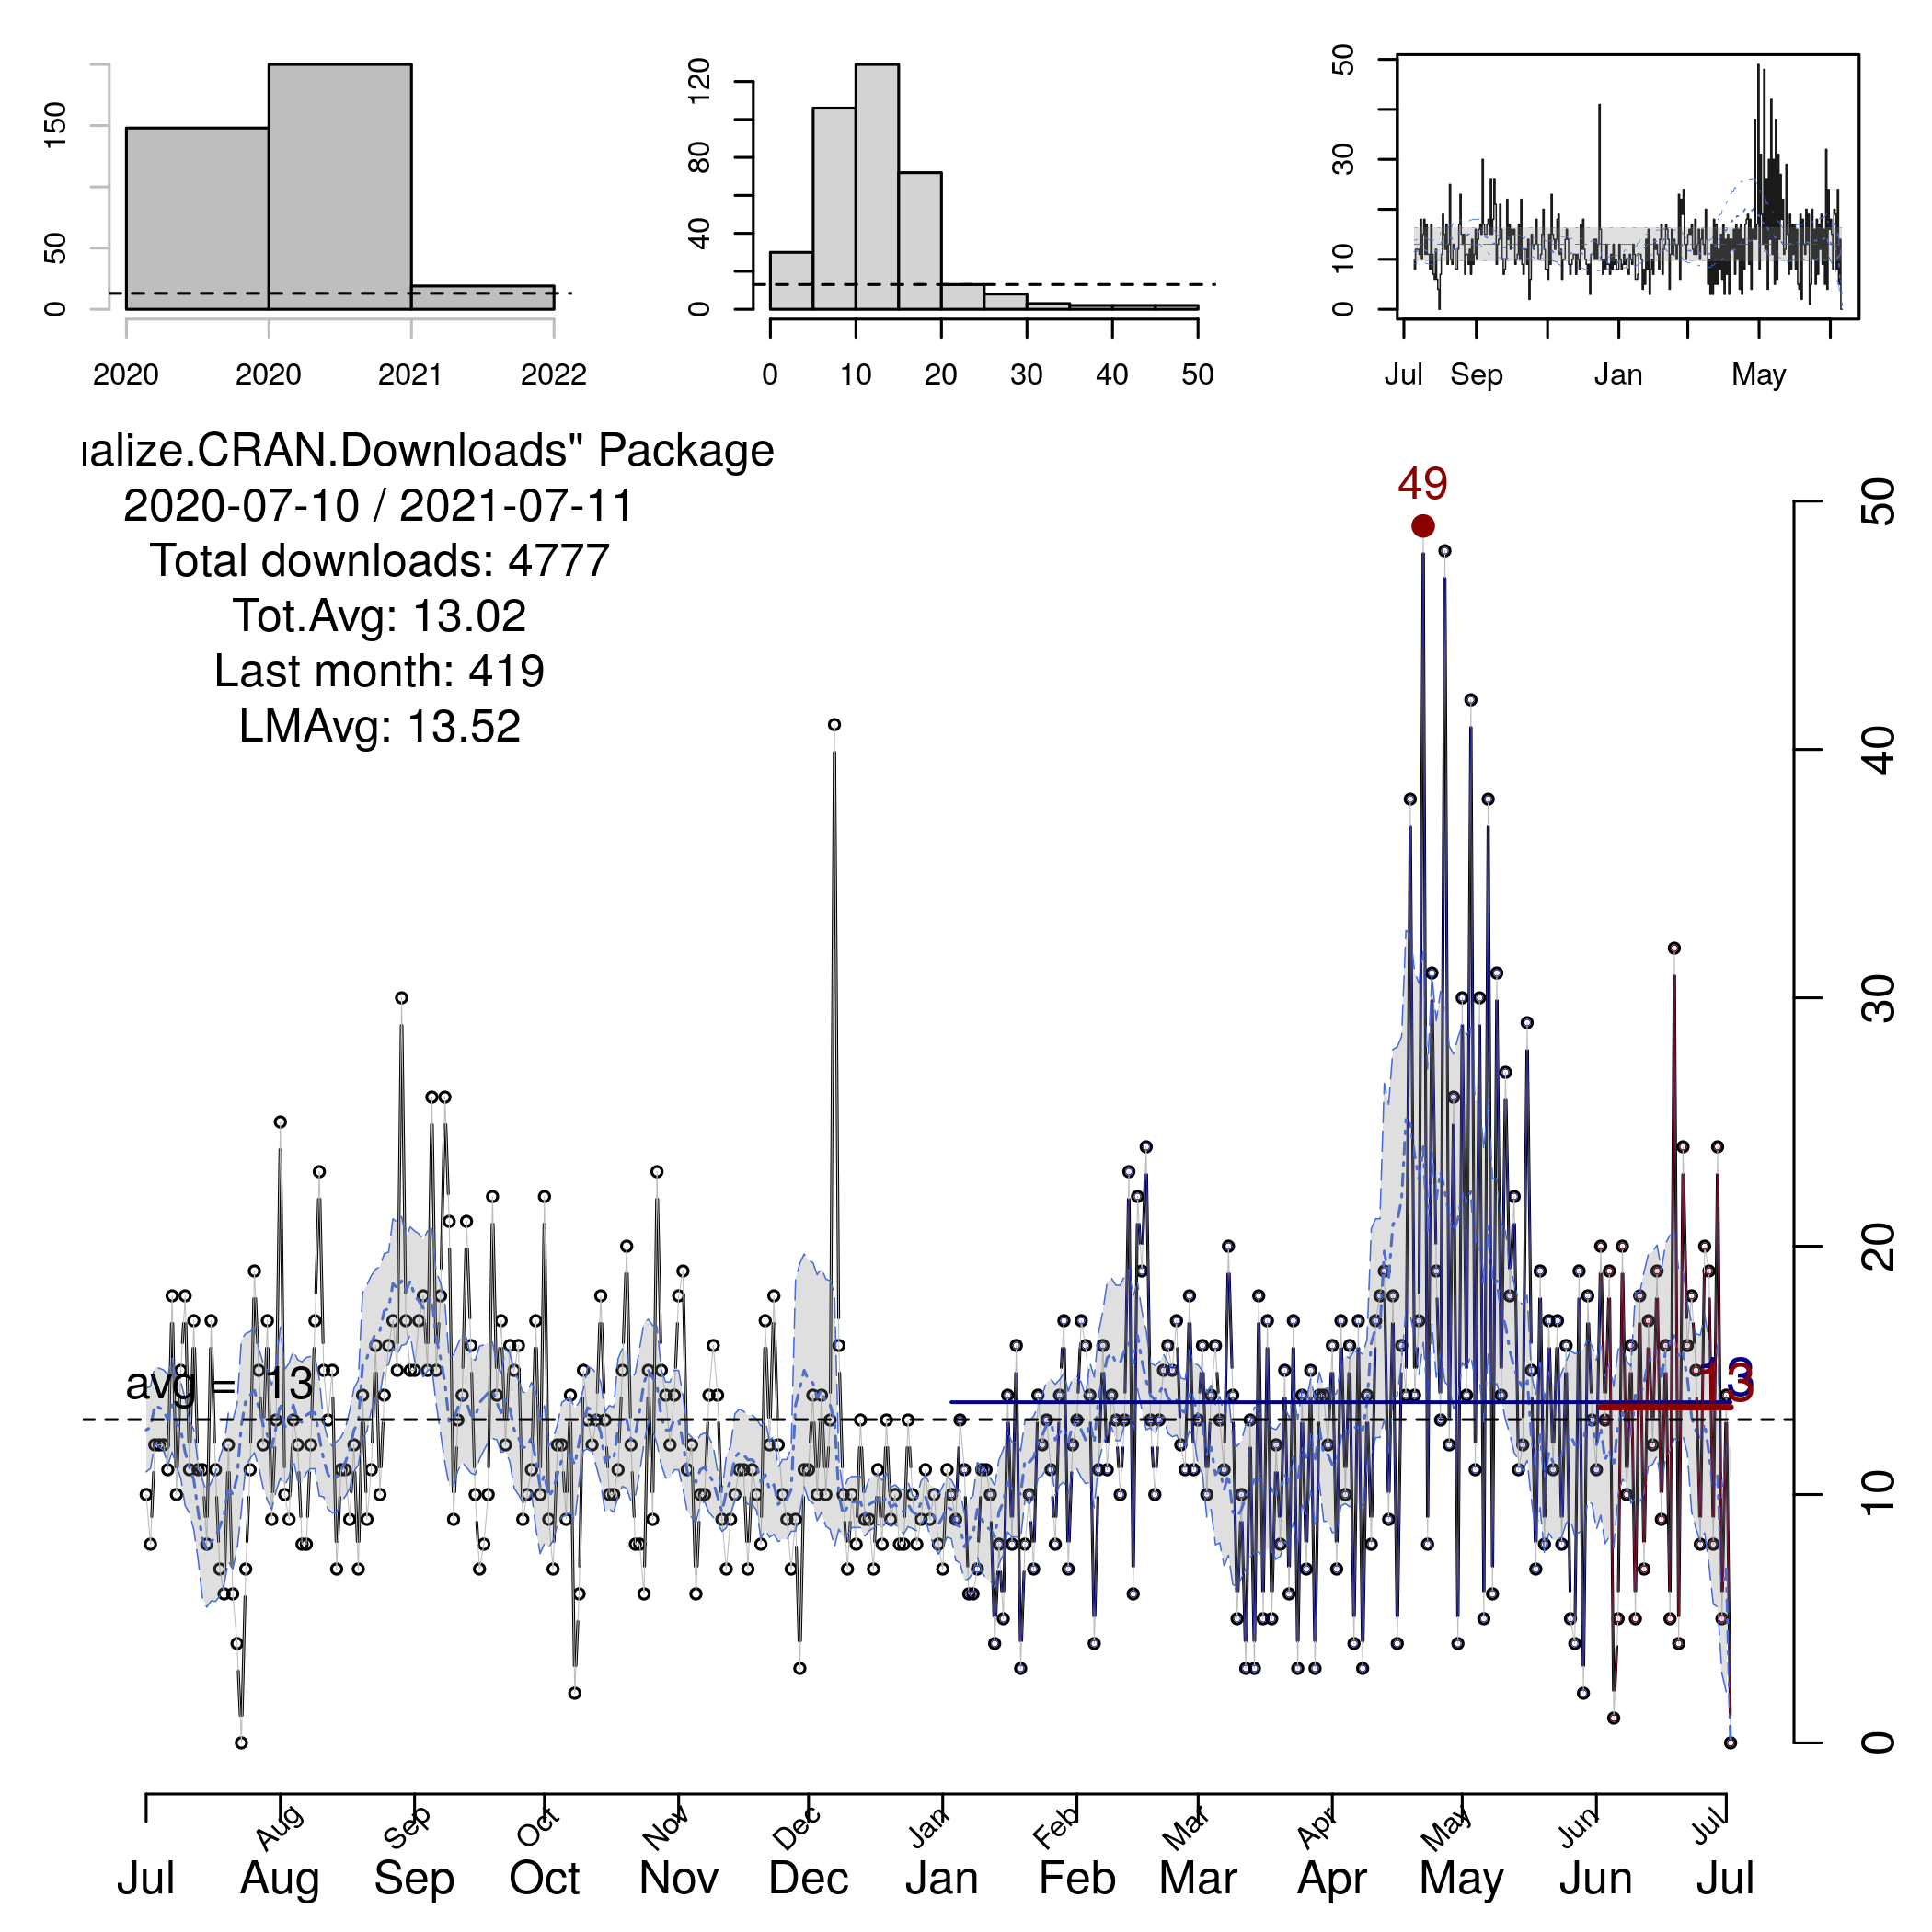 150
50
0
2020 2020 2021 2022
120
80
40
0
0 10 20 30 40 50
50
30
10
0
Jul Sep Jan May
alize.CRAN.Downloads" Package
2020-07-10 / 2021-07-11
Total downloads: 4777
Tot.Avg: 13.02
Last month: 419
LMAvg: 13.52
49
avg = 13
13
50
40
30
20
10
0
Aug Sep Oct Nov Dec Jan Feb Mar Apr May Jun Jul
Jul Aug Sep Oct Nov Dec Jan Feb Mar Apr May Jun Jul